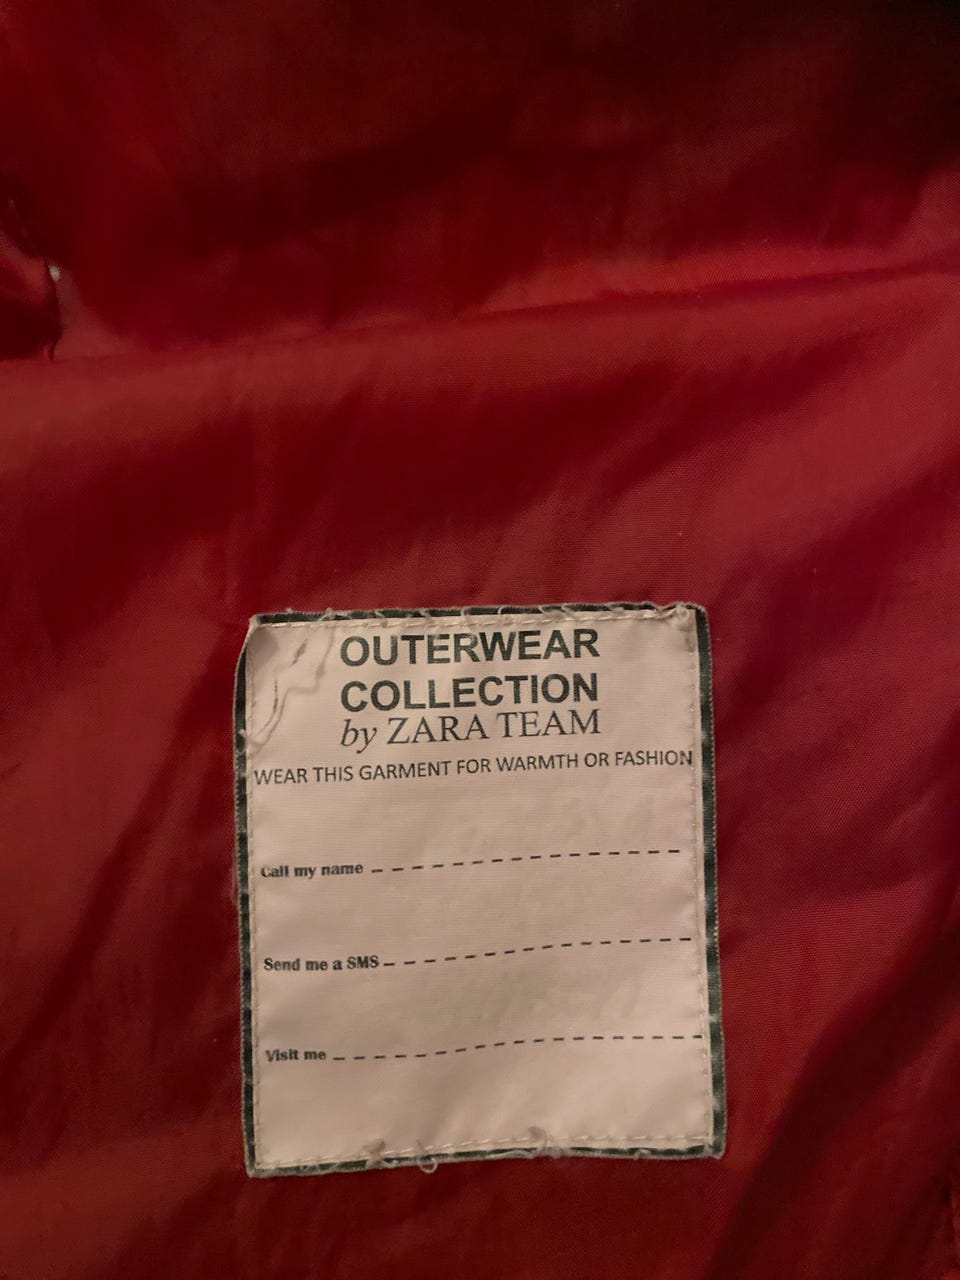 OUTERWEAR
COLLECTION
by ZARA TEAM
WEAR THIS GARMENT FOR WARMTH OR FASHION
Call my name
Send me a SMS
Visit me